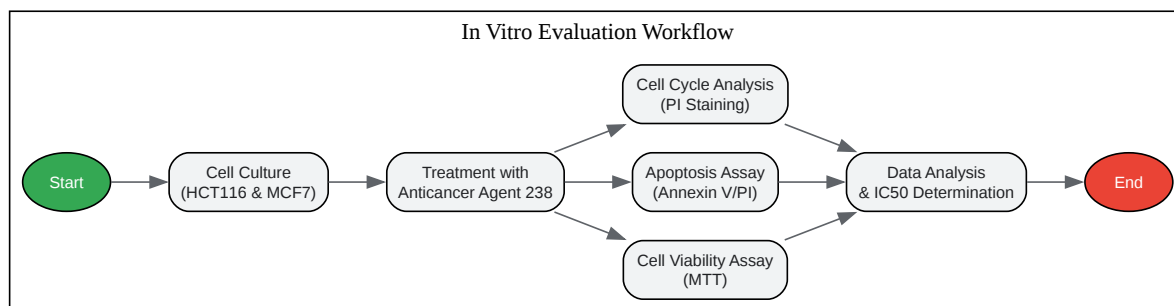 In Vitro Evaluation Workflow
Start
Cell Culture
(HCT116 & MCF7)
Treatment with
Anticancer Agent 238
Cell Cycle Analysis
(PI Staining)
Apoptosis Assay
(Annexin V/PI)
Cell Viability Assay
(MTT)
Data Analysis
& IC50 Determination
End